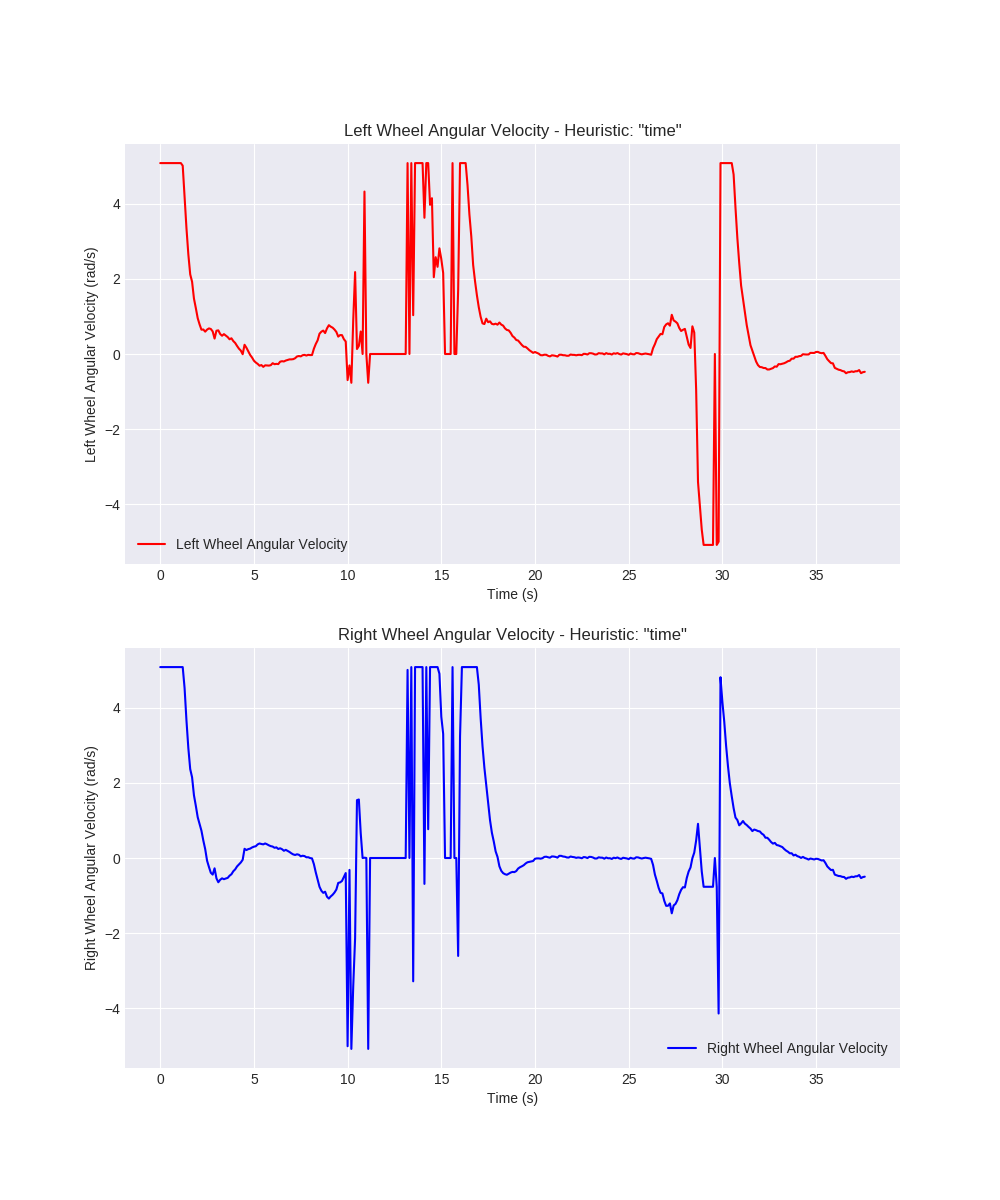 Left Wheel Angular Velocity - Heuristic: "time"
Left Wheel Angular Velocity (rad/s)
4
2
0
−2
−4
Left Wheel Angular Velocity
0 5 10 15 20 25 30 35
Time (s)
Right Wheel Angular Velocity - Heuristic: "time"
Right Wheel Angular Velocity (rad/s)
4
2
0
−2
−4
Right Wheel Angular Velocity
0 5 10 15 20 25 30 35
Time (s)